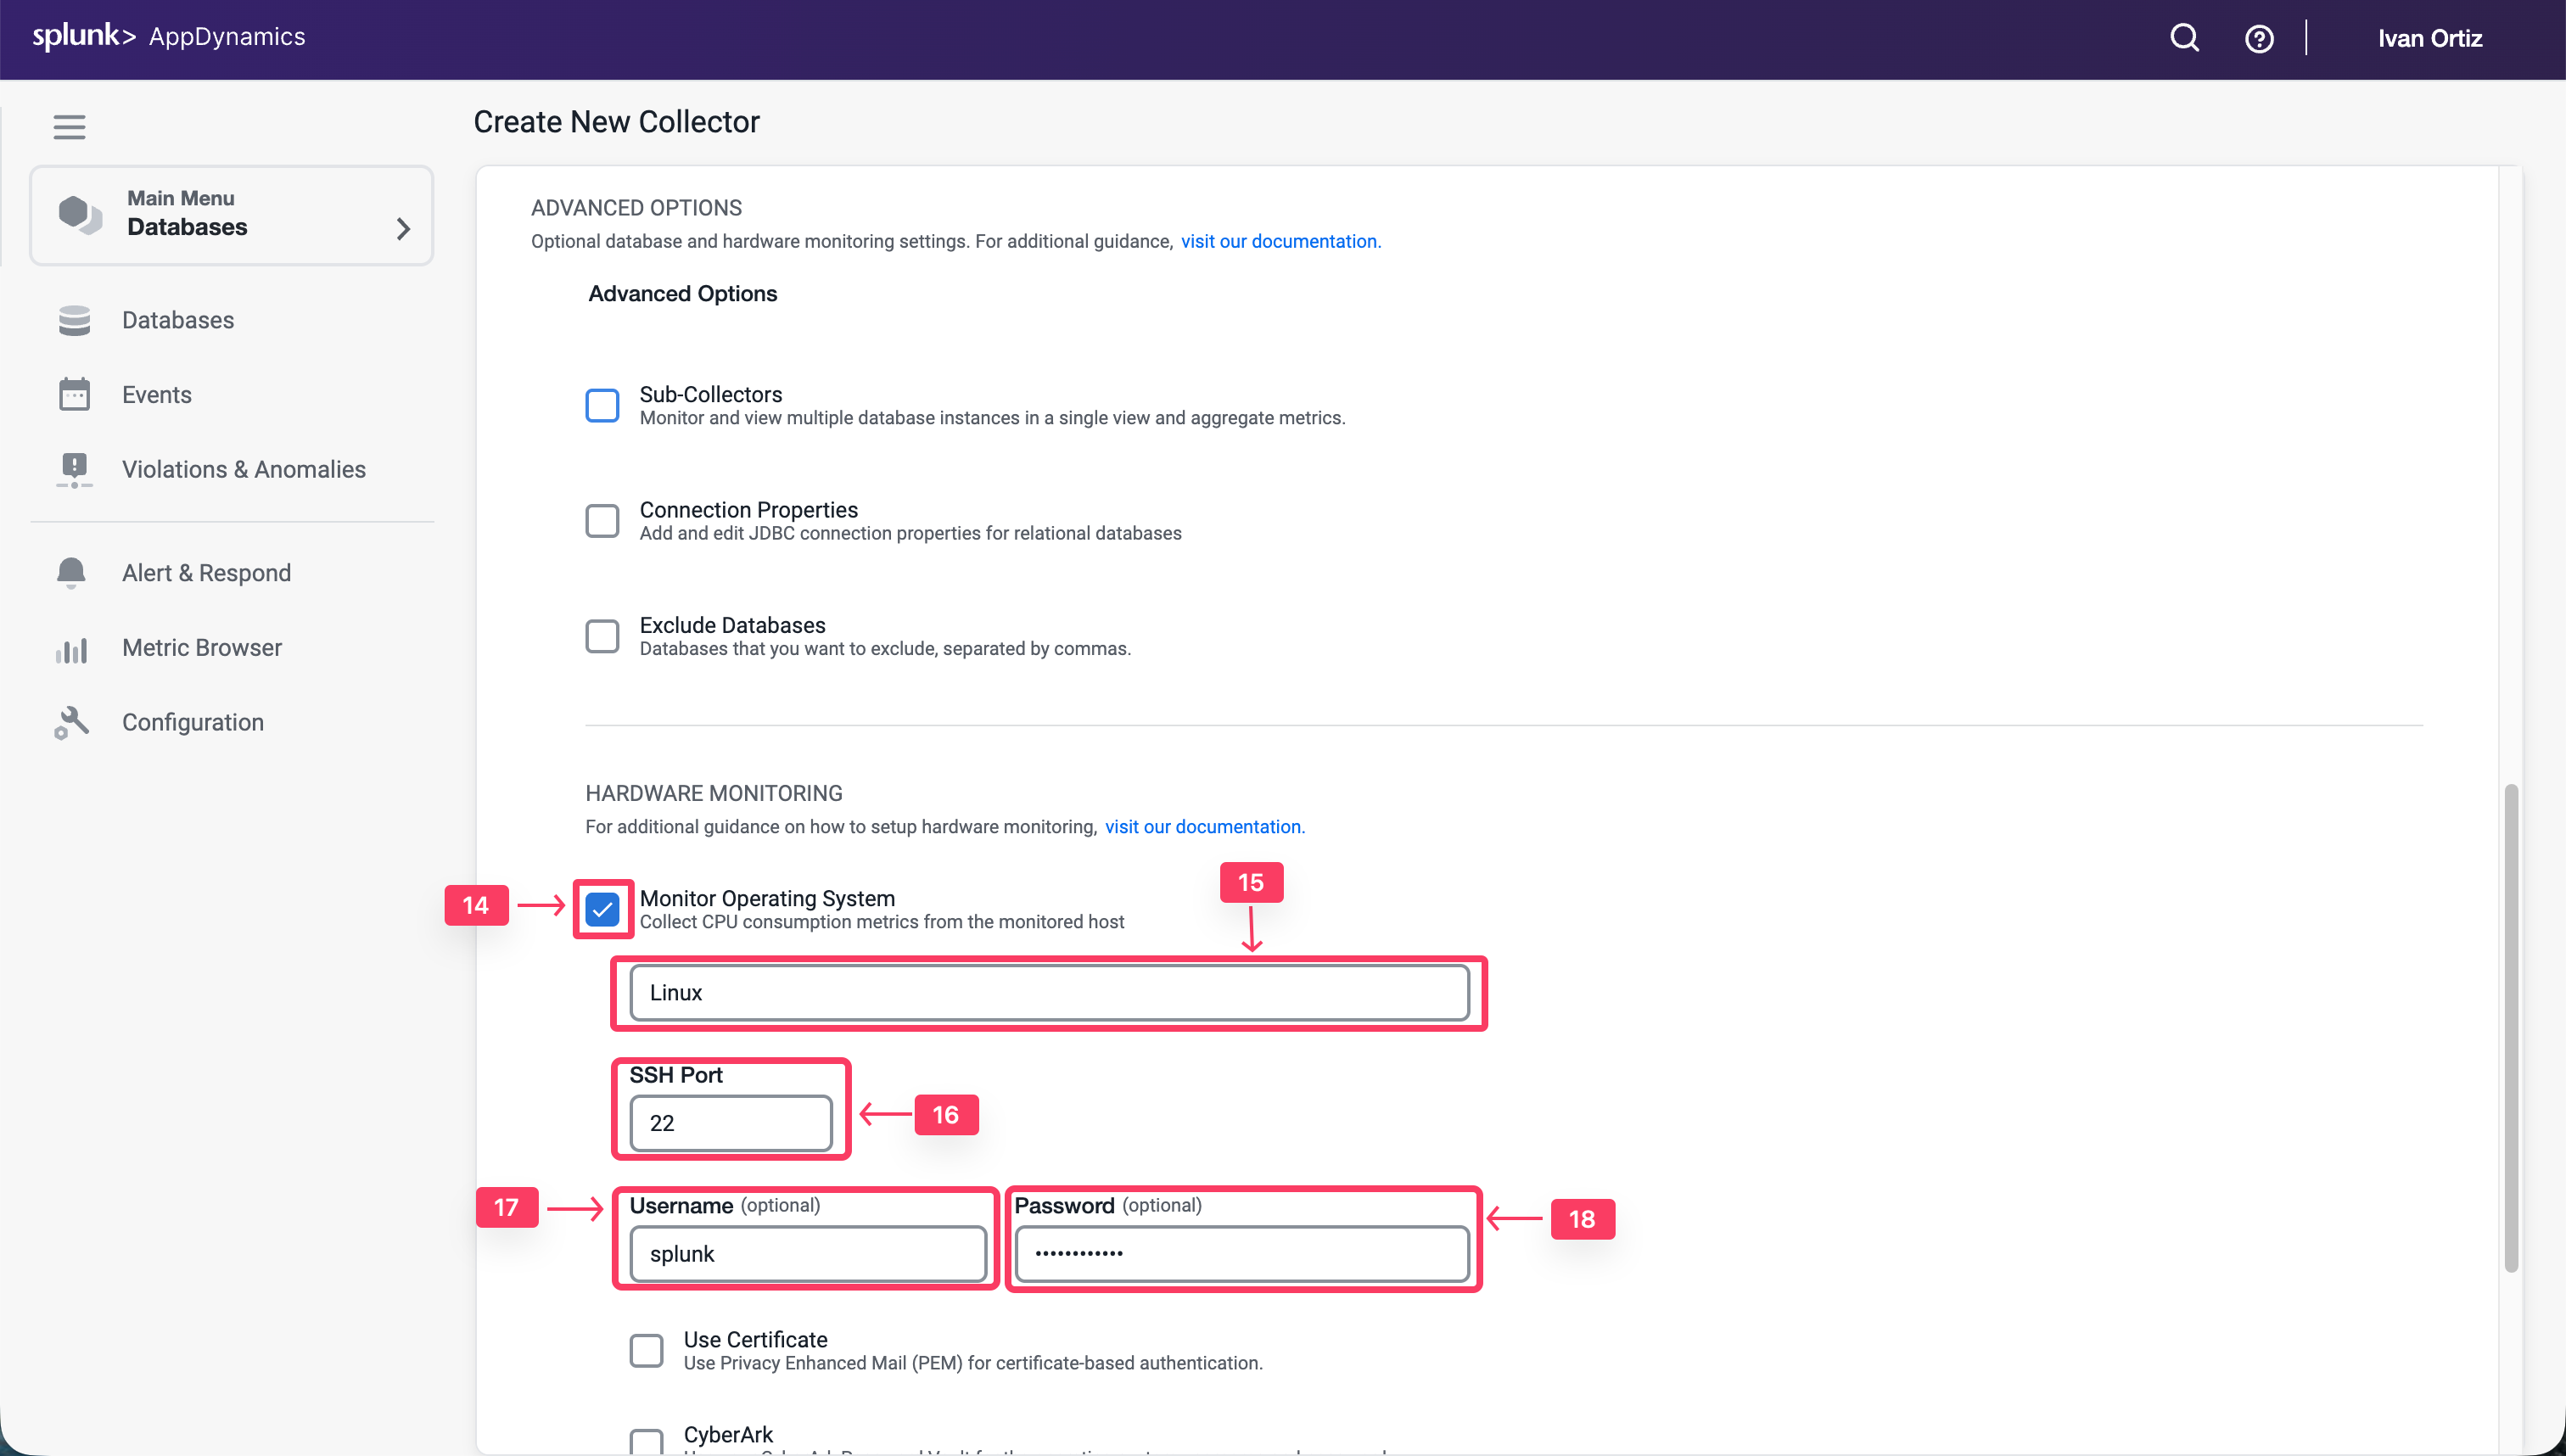 splunk> AppDynamics
Ivan Ortiz
Create New Collector
Main Menu
Databases
Databases
Events
Violations & Anomalies
Alert & Respond
Metric Browser
Configuration
ADVANCED OPTIONS
Optional database and hardware monitoring settings. For additional guidance, visit our documentation.
Advanced Options
Sub-Collectors
Monitor and view multiple database instances in a single view and aggregate metrics.
Connection Properties
Add and edit JDBC connection properties for relational databases
Exclude Databases
Databases that you want to exclude, separated by commas.
HARDWARE MONITORING
For additional guidance on how to setup hardware monitoring, visit our documentation.
14
Monitor Operating System
Collect CPU consumption metrics from the monitored host
15
Linux
SSH Port
22
16
17
Username (optional)
splunk
Password (optional)
••••••••••••
18
Use Certificate
Use Privacy Enhanced Mail (PEM) for certificate-based authentication.
CyberArk